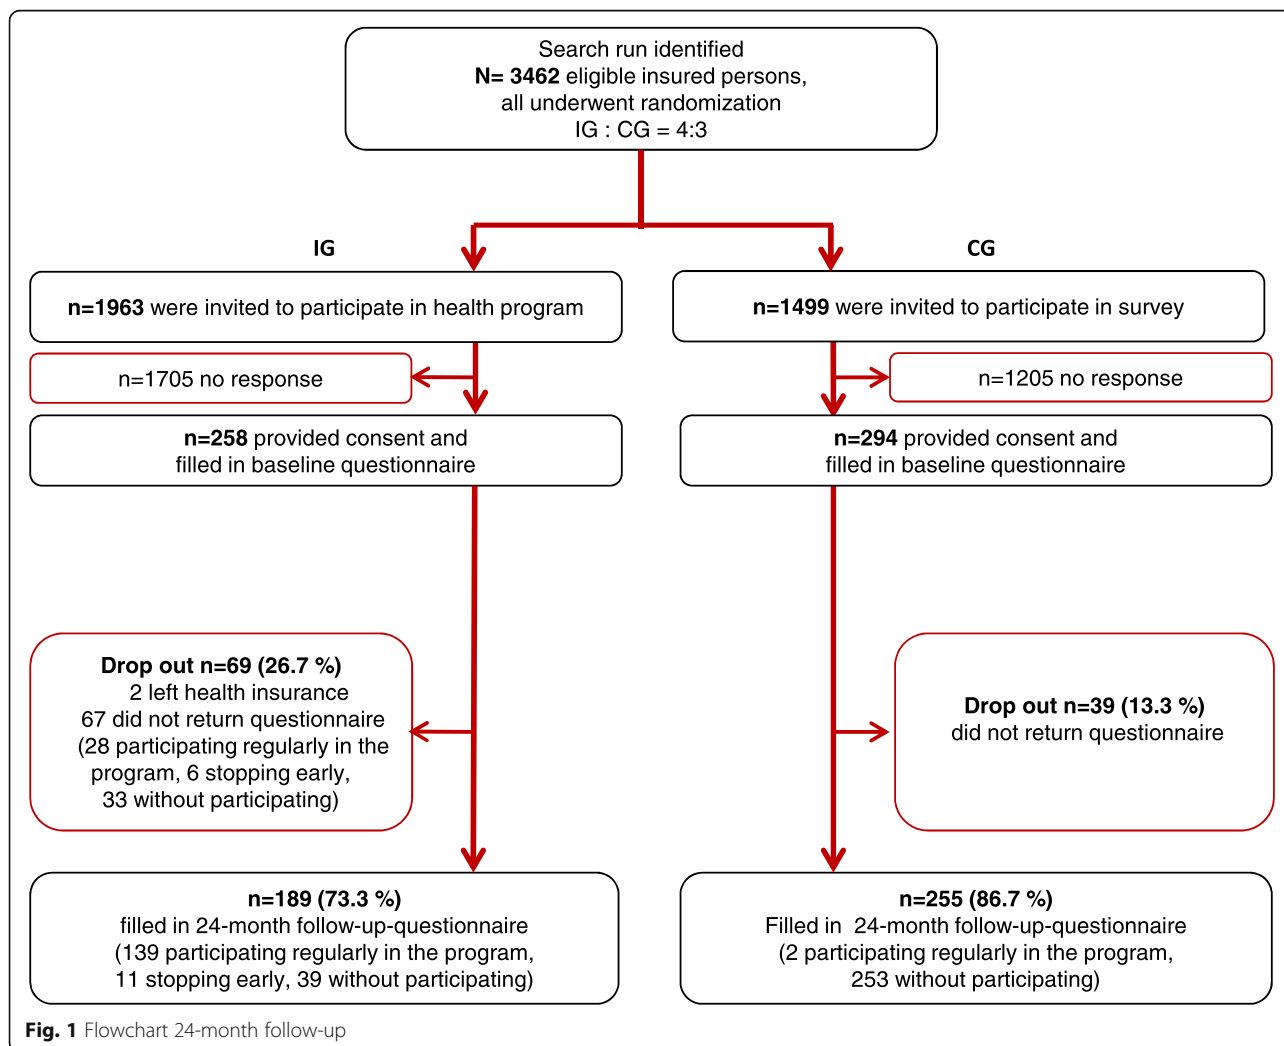 Search run identified
N= 3462 eligible insured persons,
all underwent randomization
IG : CG = 4:3
IG
CG
n=1963 were invited to participate in health program
n=1499 were invited to participate in survey
n=1705 no response
n=1205 no response
n=258 provided consent and
filled in baseline questionnaire
n=294 provided consent and
filled in baseline questionnaire
Drop out n=69 (26.7 %)
2 left health insurance
67 did not return questionnaire
(28 participating regularly in the
program, 6 stopping early,
33 without participating)
Drop out n=39 (13.3 %)
did not return questionnaire
n=189 (73.3 %)
filled in 24-month follow-up-questionnaire
(139 participating regularly in the program,
11 stopping early, 39 without participating)
n=255 (86.7 %)
Filled in 24-month follow-up-questionnaire
(2 participating regularly in the program,
253 without participating)
Fig. 1 Flowchart 24-month follow-up